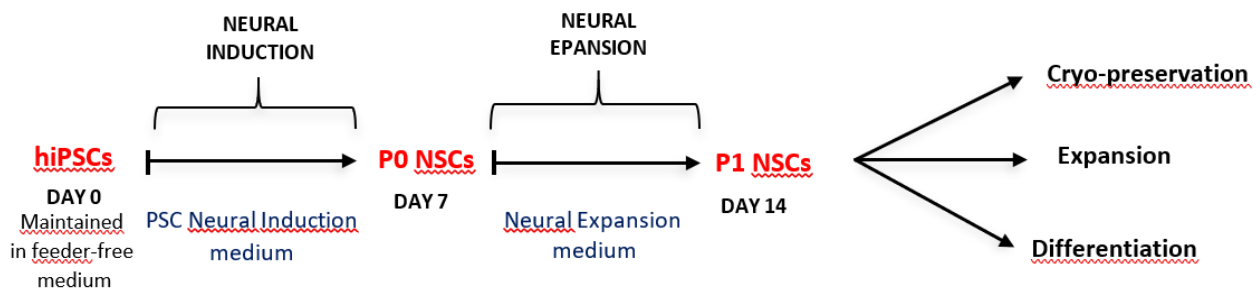 NEURAL
INDUCTION
NEURAL
EPANSION
hiPSCs
DAY 0
Maintained
in feeder-free
medium
PSC Neural Induction
medium
P0 NSCs
DAY 7
Neural Expansion
medium
P1 NSCs
DAY 14
Cryo-preservation
Expansion
Differentiation